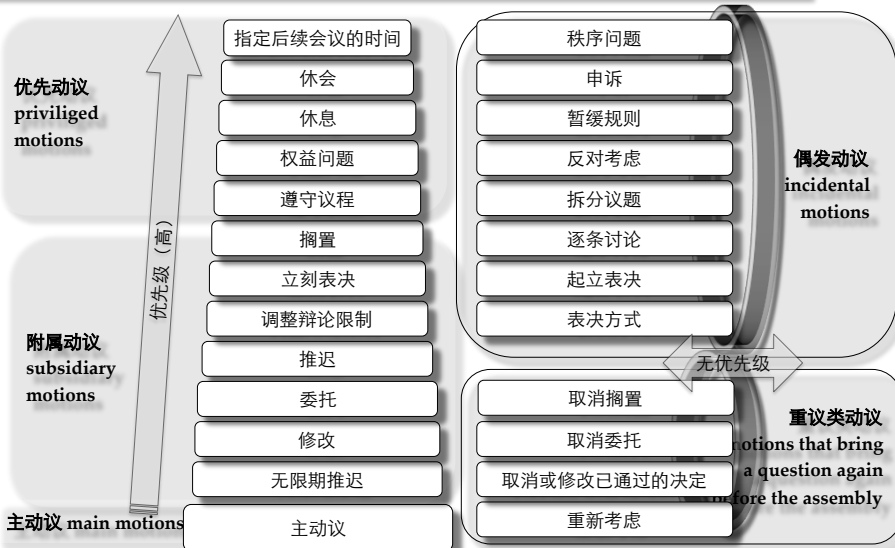 优先动议
priviliged
motions
优先级（高）
附属动议
subsidiary
motions
主动议 main motions
指定后续会议的时间
休会
休息
权益问题
遵守议程
搁置
立刻表决
调整辩论限制
推迟
委托
修改
无限期推迟
主动议
秩序问题
申诉
暂缓规则
反对考虑
拆分议题
逐条讨论
起立表决
表决方式
偶发动议
incidental
motions
无优先级
取消搁置
取消委托
取消或修改已通过的决定
重新考虑
重议类动议
otions that bring
a question again
fore the assembly